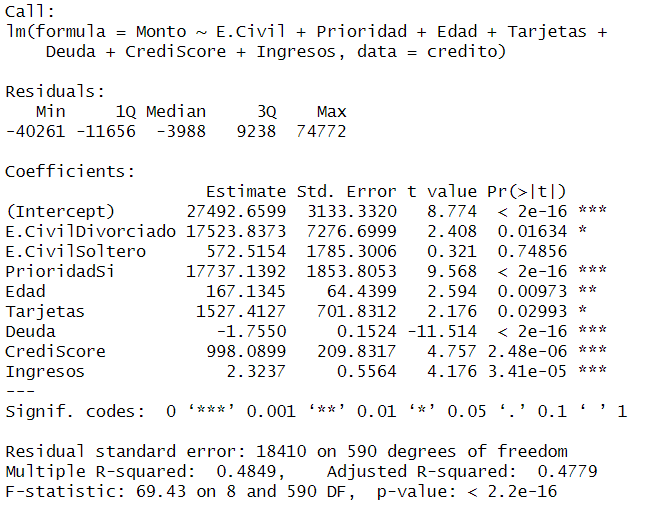 Call:
lm(formula = Monto ~ E.Civil + Prioridad + Edad + Tarjetas +
    Deuda + CrediScore + Ingresos, data = credito)

Residuals:
   Min     1Q Median     3Q    Max
-40261 -11656  -3988   9238  74772

Coefficients:
                    Estimate Std. Error t value Pr(>|t|)
(Intercept)       27492.6599  3133.3320   8.774  < 2e-16 ***
E.CivilDivorciado 17523.8373  7276.6999   2.408  0.01634 *
E.CivilSoltero      572.5154  1785.3006   0.321  0.74856
PrioridadSi       17737.1392  1853.8053   9.568  < 2e-16 ***
Edad                167.1345    64.4399   2.594  0.00973 **
Tarjetas           1527.4127   701.8312   2.176  0.02993 *
Deuda                -1.7550     0.1524 -11.514  < 2e-16 ***
CrediScore          998.0899   209.8317   4.757 2.48e-06 ***
Ingresos              2.3237     0.5564   4.176 3.41e-05 ***
---
Signif. codes:  0 ‘***’ 0.001 ‘**’ 0.01 ‘*’ 0.05 ‘.’ 0.1 ‘ ’ 1

Residual standard error: 18410 on 590 degrees of freedom
Multiple R-squared:  0.4849,    Adjusted R-squared:  0.4779
F-statistic: 69.43 on 8 and 590 DF,  p-value: < 2.2e-16